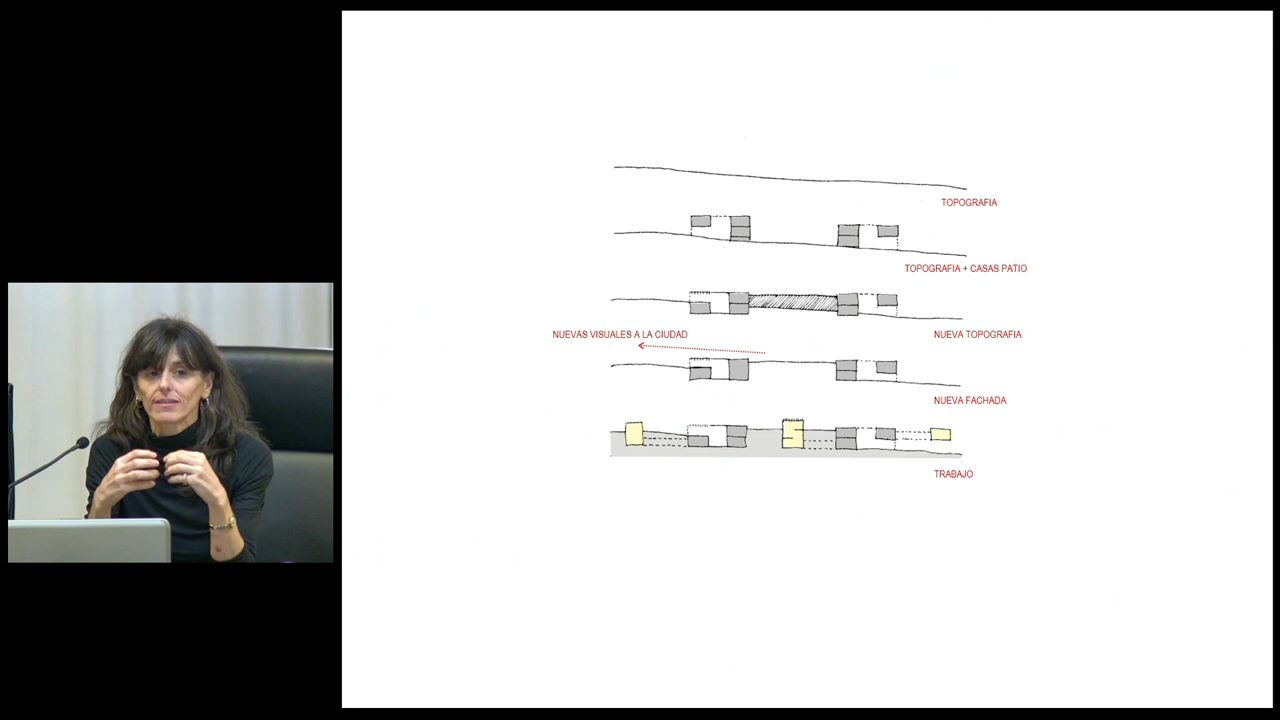 TOPOGRAFIA
TOPOGRAFIA + CASAS PATIO
NUEVAS VISUALES A LA CIUDAD
NUEVA TOPOGRAFIA
NUEVA FACHADA
TRABAJO